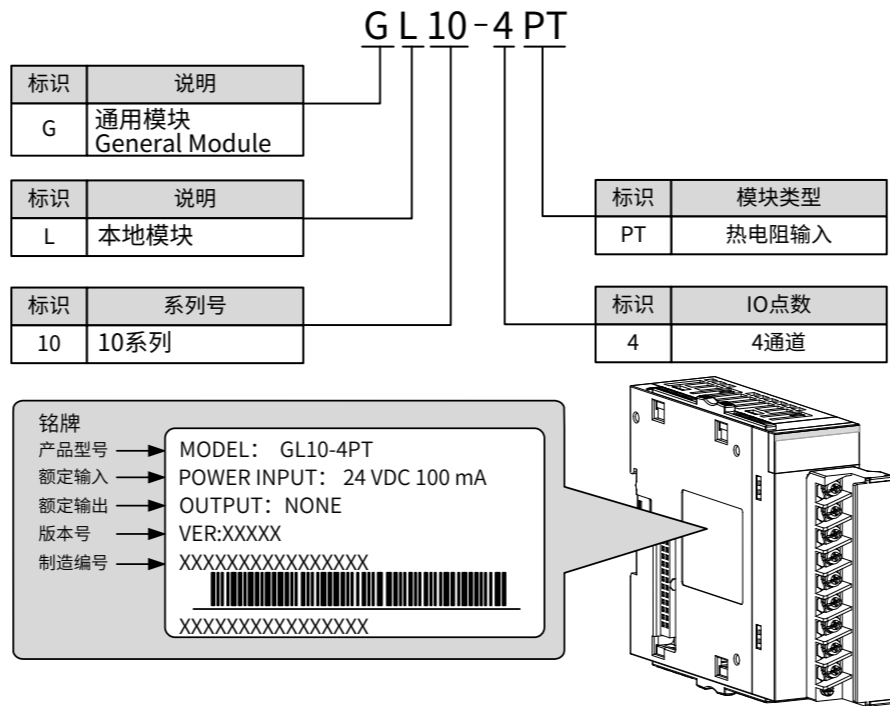 GL10-4PT
标识 说明
G 通用模块
General Module
标识 说明
L 本地模块
标识 系列号
10 10系列
标识 模块类型
PT 热电阻输入
标识 IO点数
4 4通道
铭牌
产品型号 MODEL： GL10-4PT
额定输入 POWER INPUT： 24 VDC 100 mA
额定输出 OUTPUT：NONE
版本号 VER:XXXXX
制造编号 XXXXXXXXXXXXXXXX
XXXXXXXXXXXXXXXX